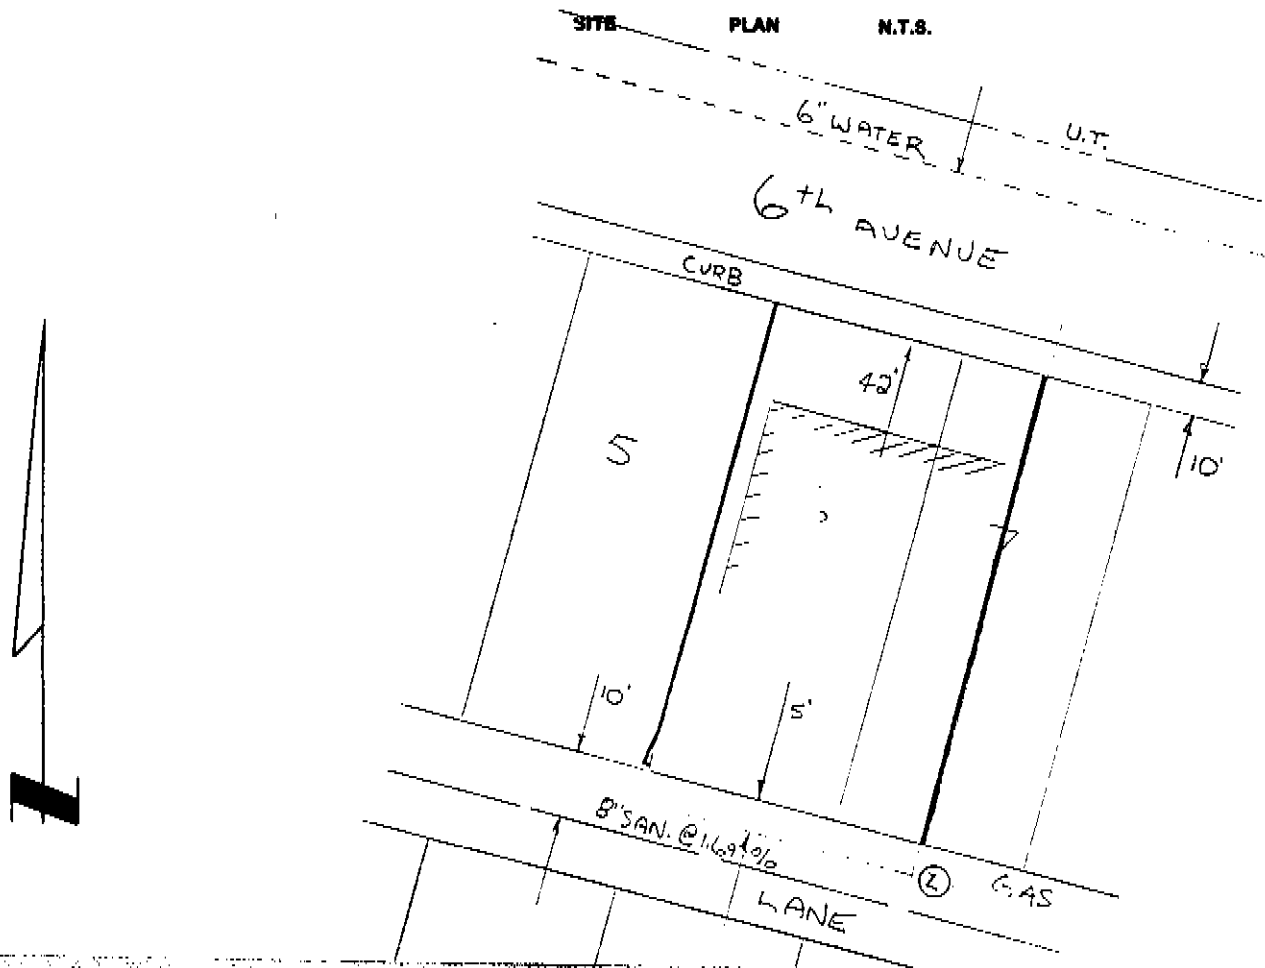 SITE PLAN N.T.S.
6" WATER
U.T.
6th AVENUE
CURB
42'
5
10'
10'
5'
8" SAN. @ 1.69%
2
GAS
LANE